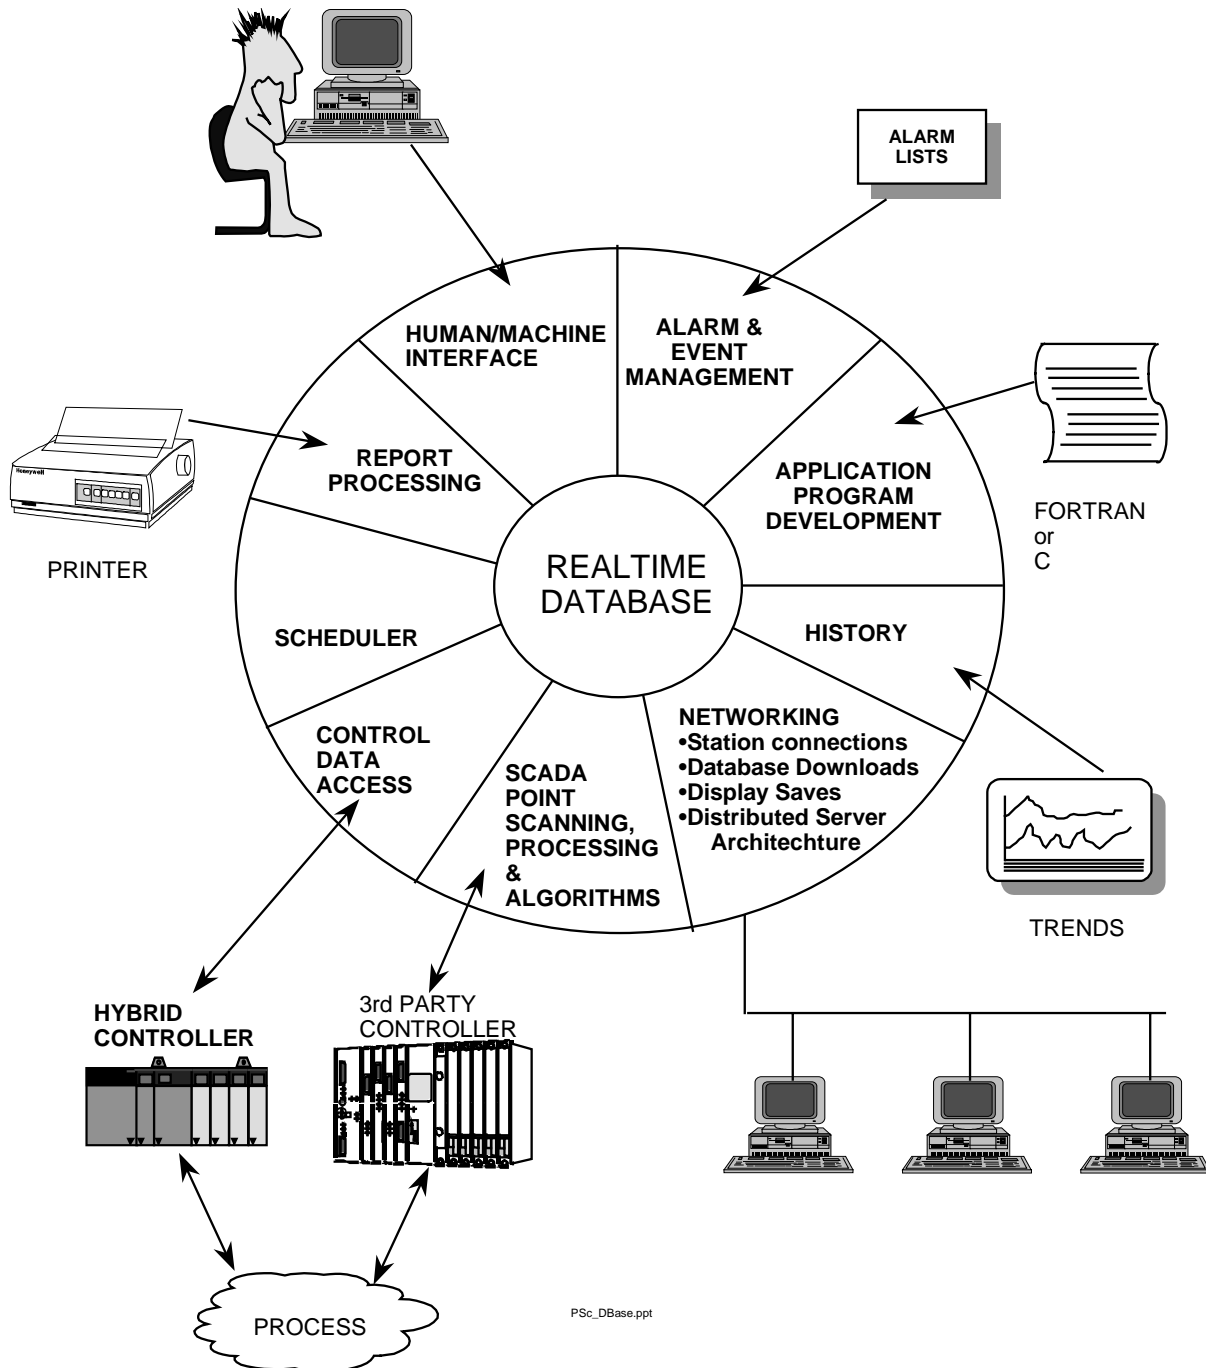 ALARM
LISTS
HUMAN/MACHINE
INTERFACE
ALARM &
EVENT
MANAGEMENT
REPORT
PROCESSING
APPLICATION
PROGRAM
DEVELOPMENT
Honeywell
PRINTER
FORTRAN
or
C
REALTIME
DATABASE
SCHEDULER
HISTORY
CONTROL
DATA
ACCESS
SCADA
POINT
SCANNING,
PROCESSING
&
ALGORITHMS
NETWORKING
•Station connections
•Database Downloads
•Display Saves
•Distributed Server
Architechture
TRENDS
HYBRID
CONTROLLER
3rd PARTY
CONTROLLER
PROCESS
PSc_DBase.ppt